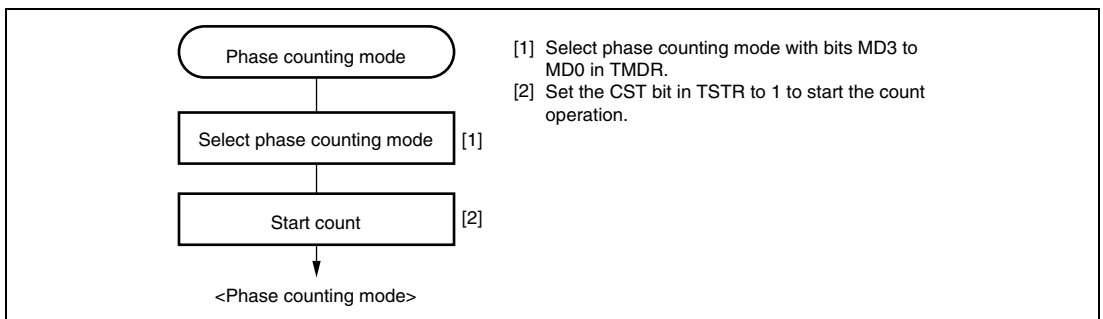 Phase counting mode
Select phase counting mode [1]
Start count [2]
<Phase counting mode>
[1] Select phase counting mode with bits MD3 to
MD0 in TMDR.
[2] Set the CST bit in TSTR to 1 to start the count
operation.